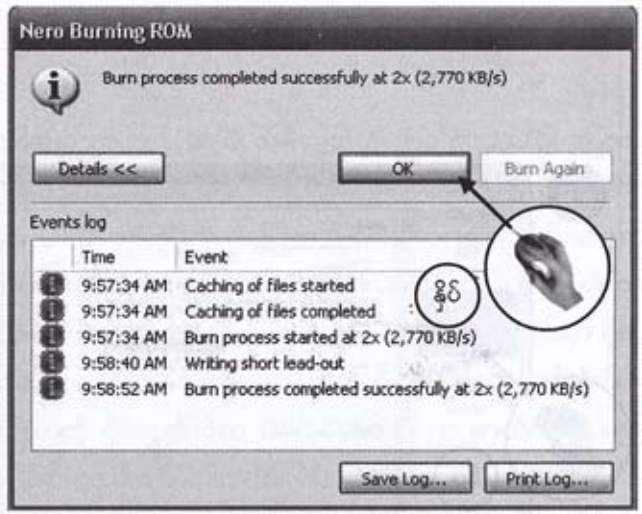 Nero Burning ROM
Burn process completed successfully at 2x (2,770 KB/s)
Details <<
OK
Burn Again
Events log
Time Event
9:57:34 AM Caching of files started
နှိပ်
9:57:34 AM Caching of files completed
9:57:34 AM Burn process started at 2x (2,770 KB/s)
9:58:40 AM Writing short lead-out
9:58:52 AM Burn process completed successfully at 2x (2,770 KB/s)
Save Log...
Print Log...